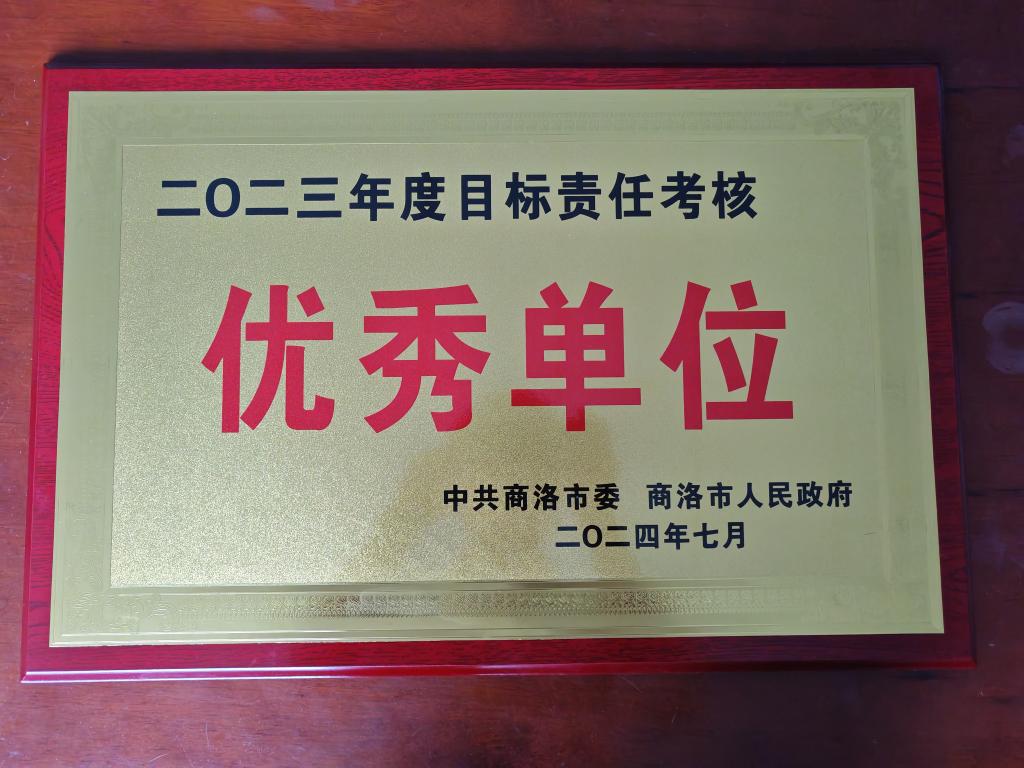 二〇二三年度目标责任考核
优秀单位
中共商洛市委 商洛市人民政府
二〇二四年七月